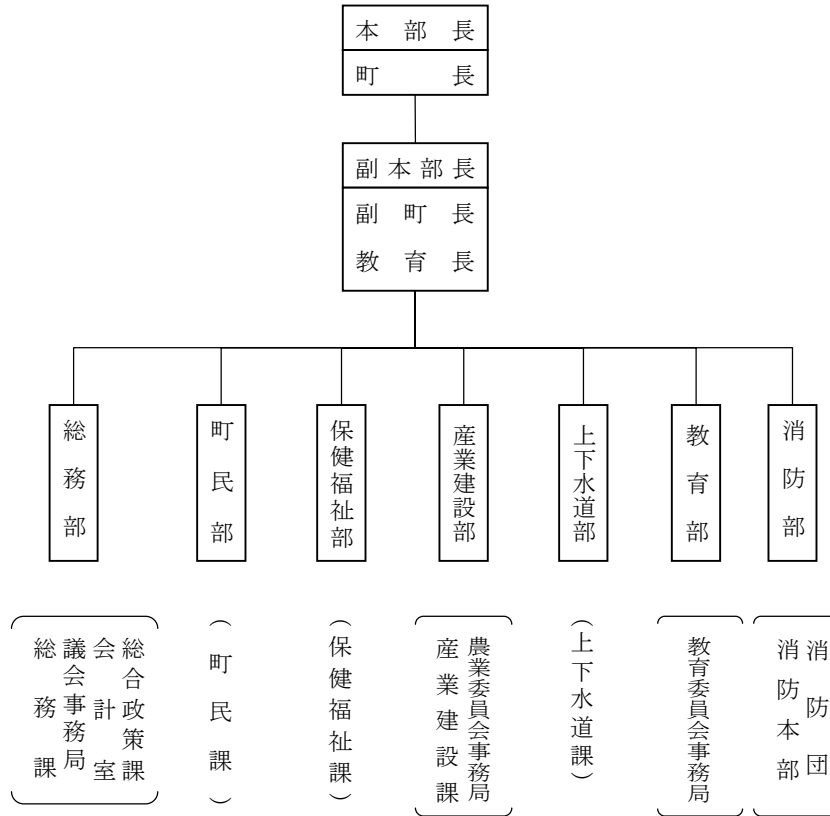 本部長
町長
副本部長
副町長
教育長
総務部
町民部
保健福祉部
産業建設部
上下水道部
教育部
消防部
総合政策課
会計室
議会事務局
総務課
（町民課）
（保健福祉課）
農業委員会事務局
産業建設課
（上下水道課）
教育委員会事務局
消防団
消防本部